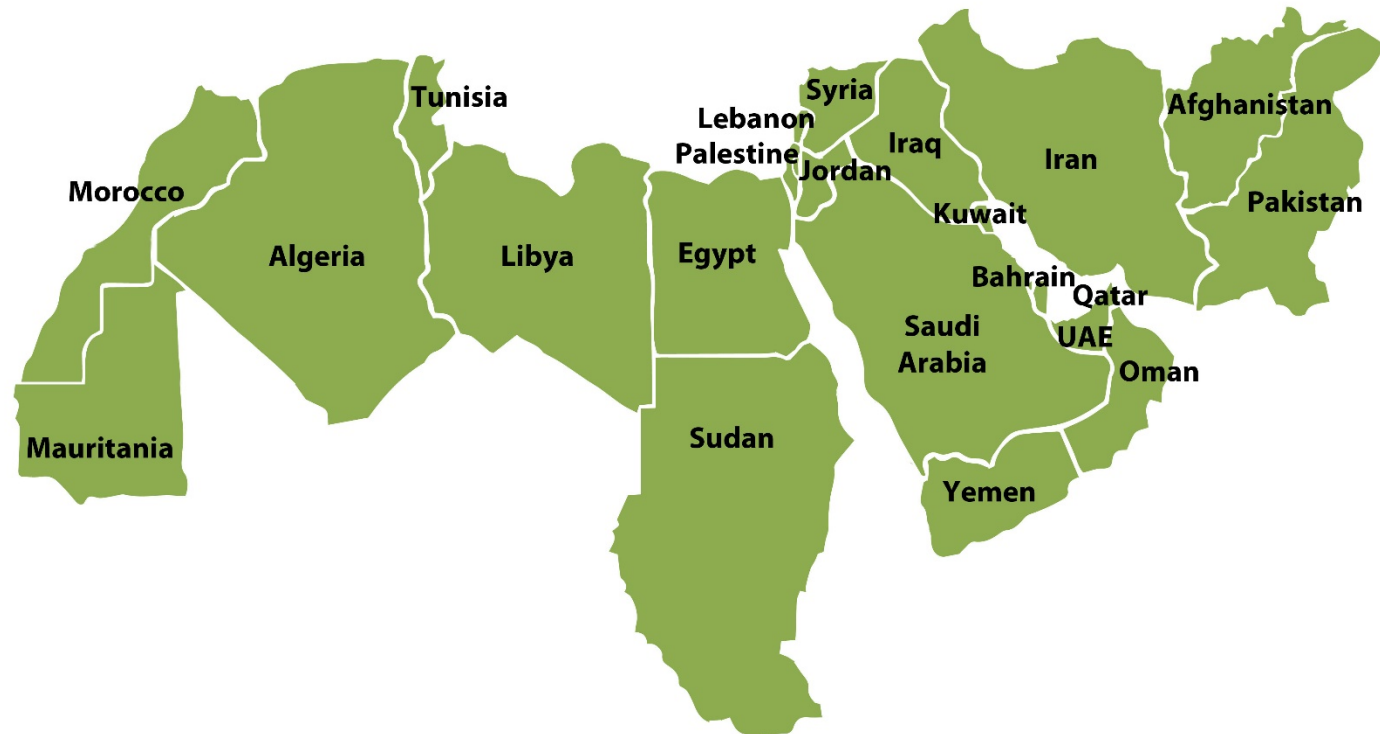 Tunisia
Syria
Afghanistan
Lebanon
Iraq
Palestine
Iran
Jordan
Morocco
Pakistan
Kuwait
Algeria
Libya
Egypt
Bahrain
Qatar
Saudi
Arabia
UAE
Oman
Mauritania
Sudan
Yemen